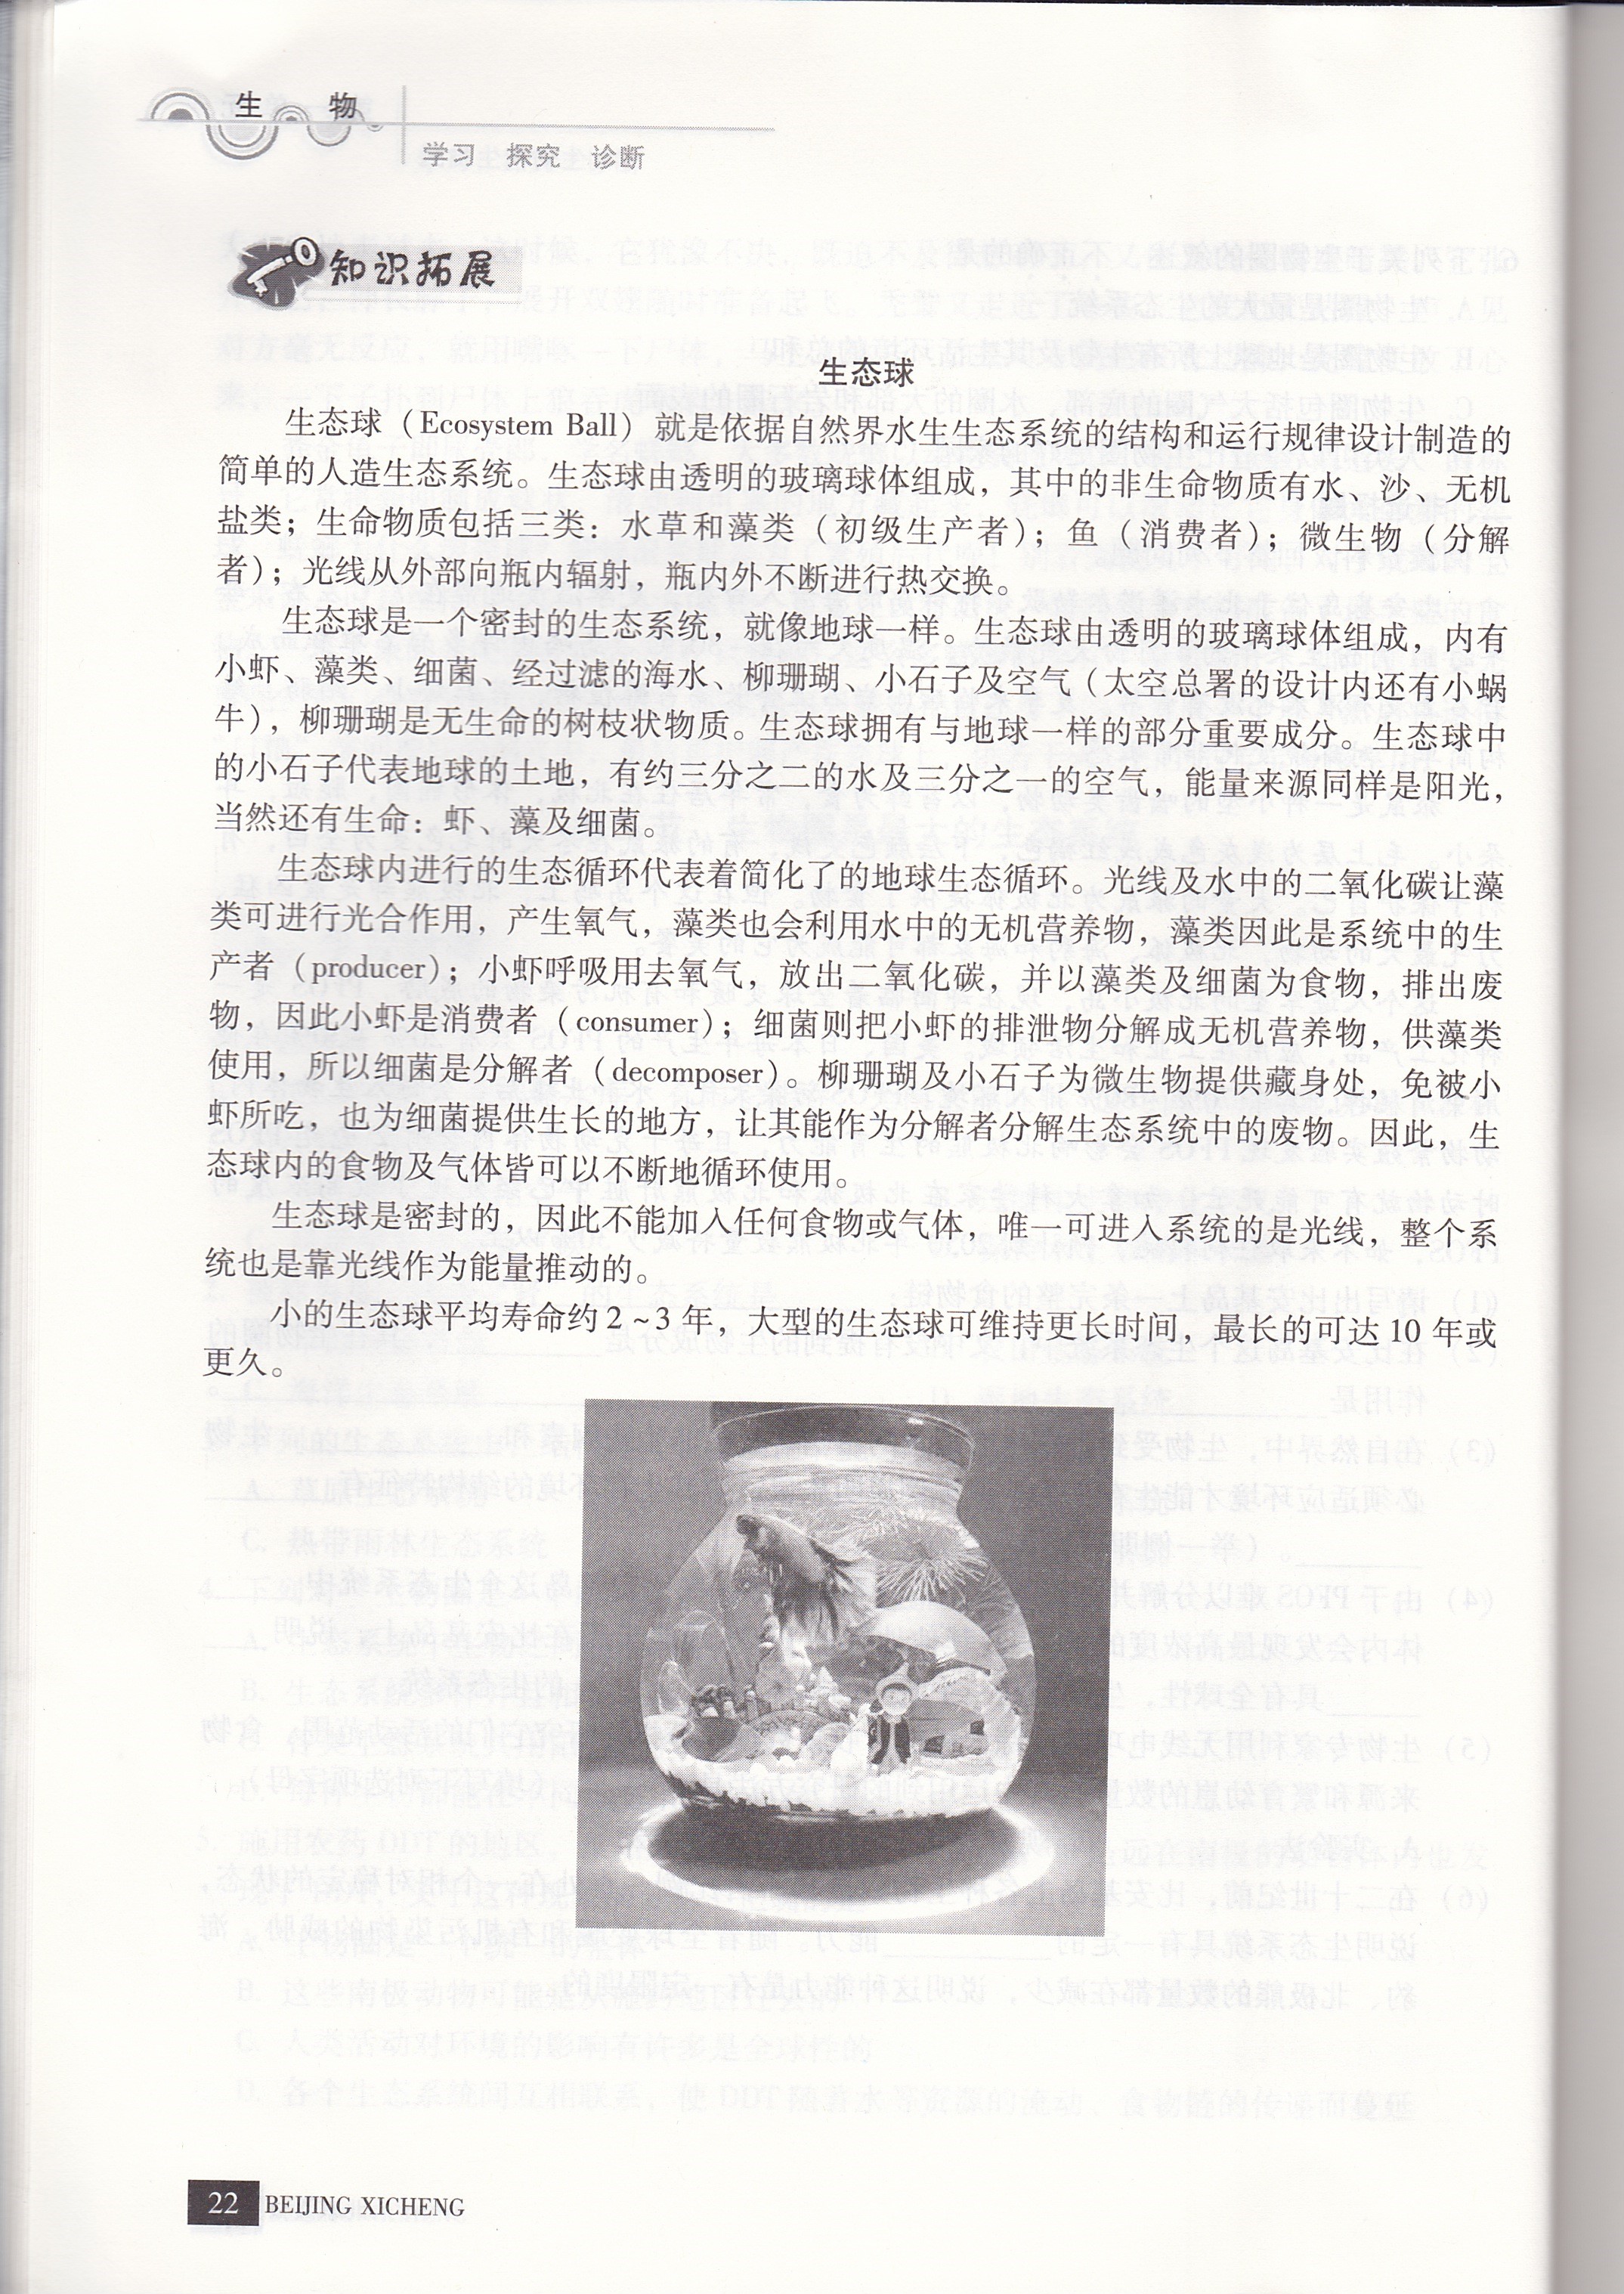 生 物
学习 探究 诊断
知识拓展
生态球
生态球（Ecosystem Ball）就是依据自然界水生生态系统的结构和运行规律设计制造的
简单的人造生态系统。生态球由透明的玻璃球体组成，其中的非生命物质有水、沙、无机
盐类；生命物质包括三类：水草和藻类（初级生产者）；鱼（消费者）；微生物（分解
者）；光线从外部向瓶内辐射，瓶内外不断进行热交换。
生态球是一个密封的生态系统，就像地球一样。生态球由透明的玻璃球体组成，内有
小虾、藻类、细菌、经过滤的海水、柳珊瑚、小石子及空气（太空总署的设计内还有小蜗
牛），柳珊瑚是无生命的树枝状物质。生态球拥有与地球一样的部分重要成分。生态球中
的小石子代表地球的土地，有约三分之二的水及三分之一的空气，能量来源同样是阳光，
当然还有生命：虾、藻及细菌。
生态球内进行的生态循环代表着简化了的地球生态循环。光线及水中的二氧化碳让藻
类可进行光合作用，产生氧气，藻类也会利用水中的无机营养物，藻类因此是系统中的生
产者（producer）；小虾呼吸用去氧气，放出二氧化碳，并以藻类及细菌为食物，排出废
物，因此小虾是消费者（consumer）；细菌则把小虾的排泄物分解成无机营养物，供藻类
使用，所以细菌是分解者（decomposer）。柳珊瑚及小石子为微生物提供藏身处，免被小
虾所吃，也为细菌提供生长的地方，让其能作为分解者分解生态系统中的废物。因此，生
态球内的食物及气体皆可以不断地循环使用。
生态球是密封的，因此不能加入任何食物或气体，唯一可进入系统的是光线，整个系
统也是靠光线作为能量推动的。
小的生态球平均寿命约 2 ~ 3 年，大型的生态球可维持更长时间，最长的可达 10 年或
更久。
22 BEIJING XICHENG